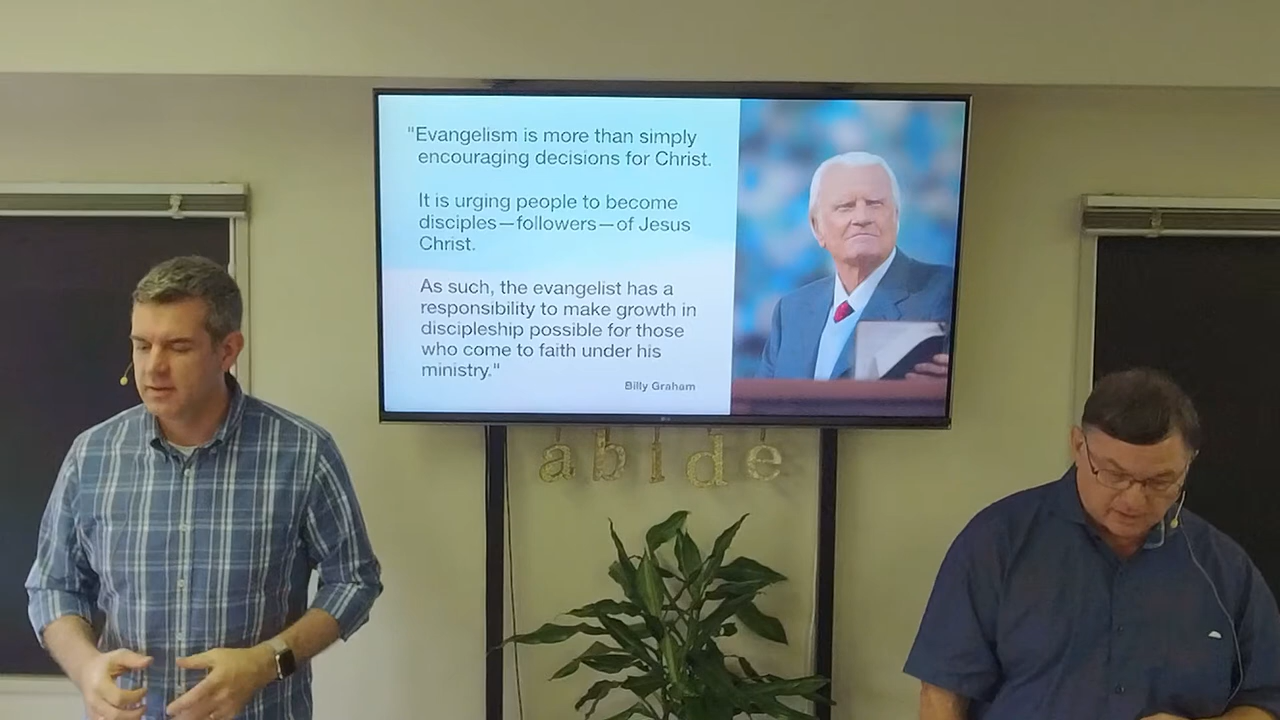 "Evangelism is more than simply
encouraging decisions for Christ.
It is urging people to become
disciples—followers—of Jesus
Christ.
As such, the evangelist has a
responsibility to make growth in
discipleship possible for those
who come to faith under his
ministry."
Billy Graham
LG
abide